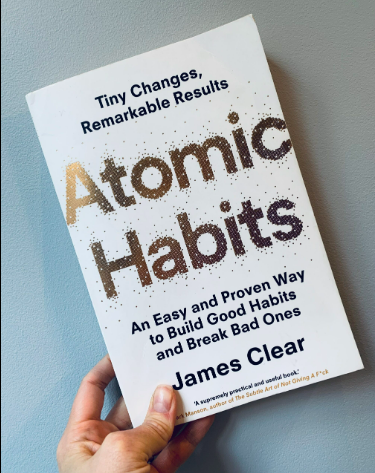 Tiny Changes,
Remarkable Results
Atomic
Habits
An Easy and Proven Way
to Build Good Habits
and Break Bad Ones
James Clear
'A supremely practical and useful book.'
Manson, author of The Subtle Art of Not Giving A F*ck